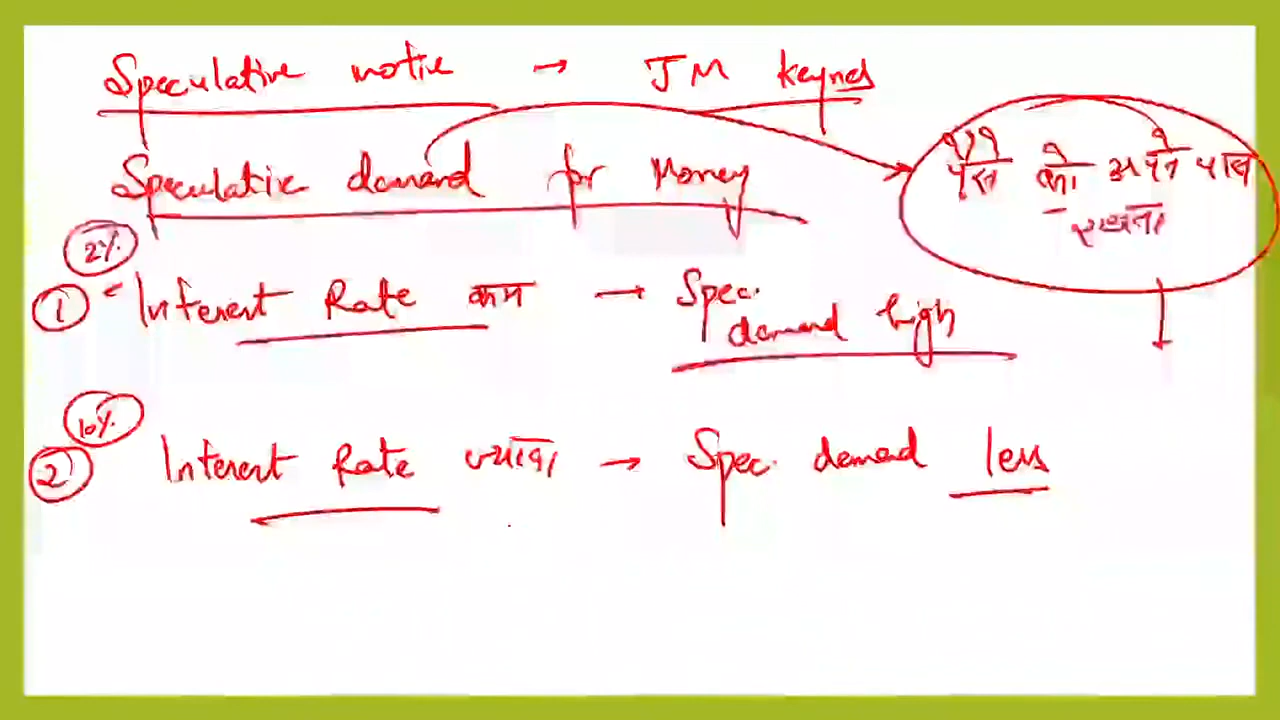 Speculative motive → JM keynes
Speculative demand for Money
पैसे को अपने पास
रखना
2%
① Interest Rate कम → Spec.
demand high
10%
② Interest Rate ज्यादा → Spec. demad less